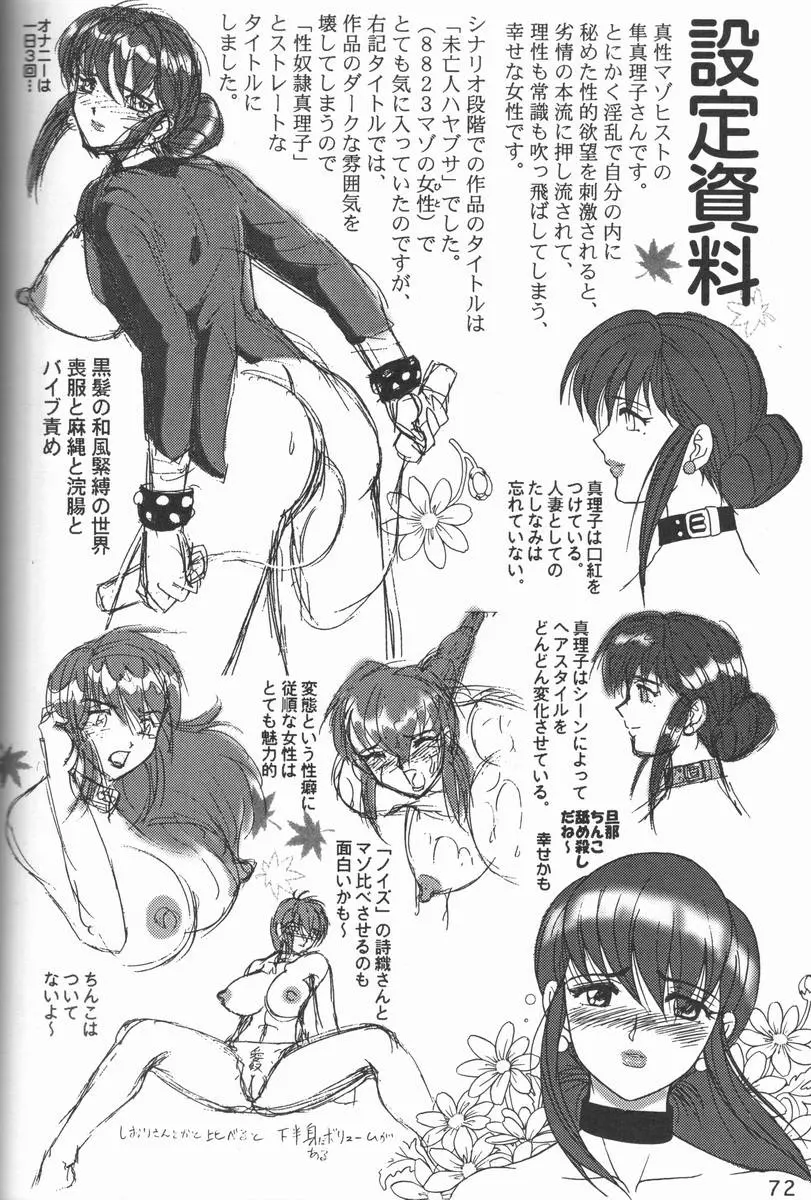 設定資料
真性マゾヒストの
隼真理子さんです。
とにかく淫乱で自分の内に
秘めた性的欲望を刺激されると、
劣情の本流に押し流されて、
理性も常識も吹っ飛ばしてしまう、
幸せな女性です。
シナリオ段階での作品のタイトルは
「未亡人ハヤブサ」でした。
(8823マゾの女性)で
ひと
とても気に入っていたのですが、
右記タイトルでは、
作品のダークな雰囲気を
壊してしまうので
「性奴隷真理子」
とストレートな
タイトルに
しました。
オナニーは
一日3回…
黒髪の和風緊縛の世界
喪服と麻縄と浣腸と
バイブ責め
真理子は口紅を
つけている。
人妻としての
たしなみは
忘れていない。
真理子はシーンによって
ヘアスタイルを
どんどん変化させている。
旦那
ちんこ
舐め殺し
だね〜
幸せかも
変態という性癖に
従順な女性は
とても魅力的
「ノイズ」の詩織さんと
マゾ比べさせるのも
面白いかも〜
ちんこは
ついて
ないよ〜
しおりさんとかと比べると 下半身にボリュームが
ある
72